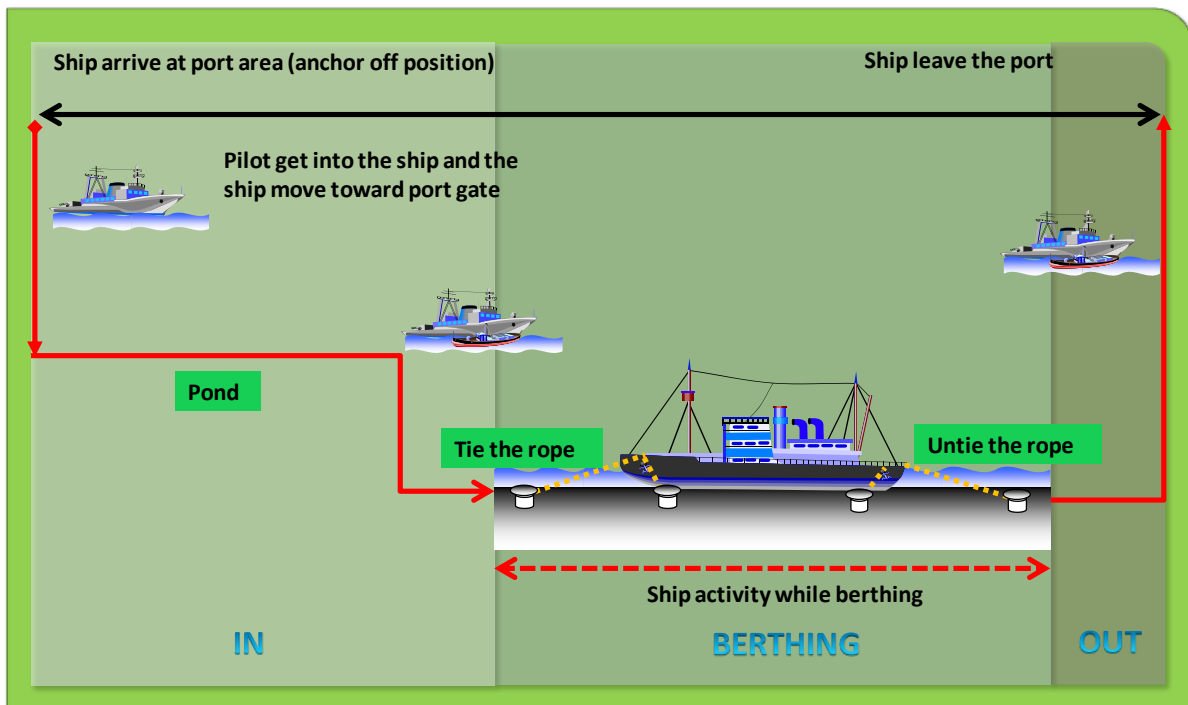 Ship arrive at port area (anchor off position)
Ship leave the port
Pilot get into the ship and the
ship move toward port gate
Pond
Tie the rope
Untie the rope
Ship activity while berthing
IN
BERTHING
OUT